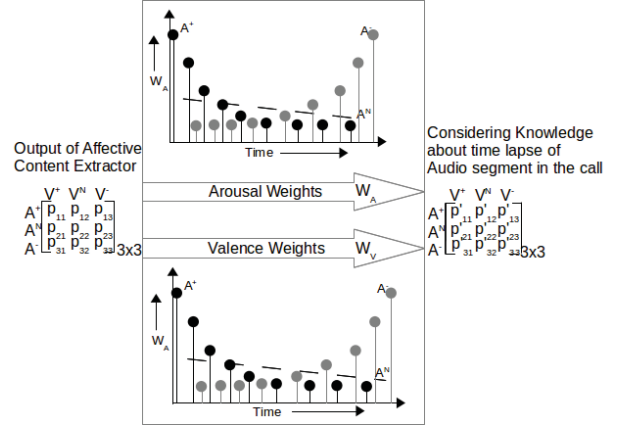 A+
A-
WA
AN
Time
Output of Affective
Content Extractor
V+ VN V-
A+ p11 p12 p13
AN p21 p22 p23
A- p31 p32 p33 3x3
Arousal Weights WA
Valence Weights WV
Considering Knowledge
about time lapse of
Audio segment in the call
V+ VN V-
A+ p'11 p'12 p'13
AN p'21 p'22 p'23
A- p'31 p'32 p'33 3x3
A+
A-
WA
AN
Time